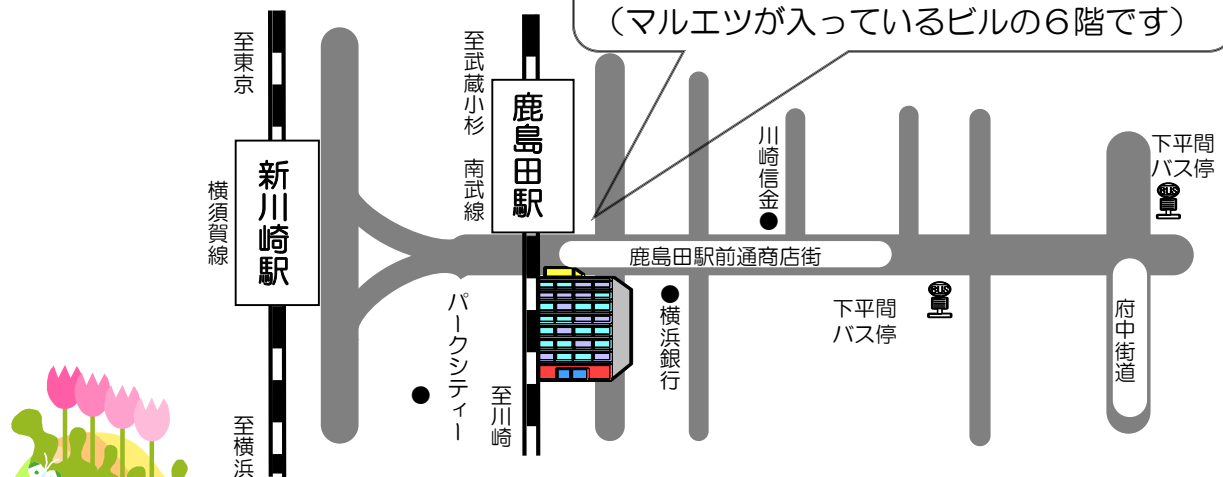 （マルエツが入っているビルの６階です）
至東京
新川崎駅
横須賀線
至横浜
至武蔵小杉
南武線
鹿島田駅
至川崎
パークシティー
鹿島田駅前通商店街
川崎信金
横浜銀行
下平間
バス停
BUS
下平間
バス停
BUS
府中街道